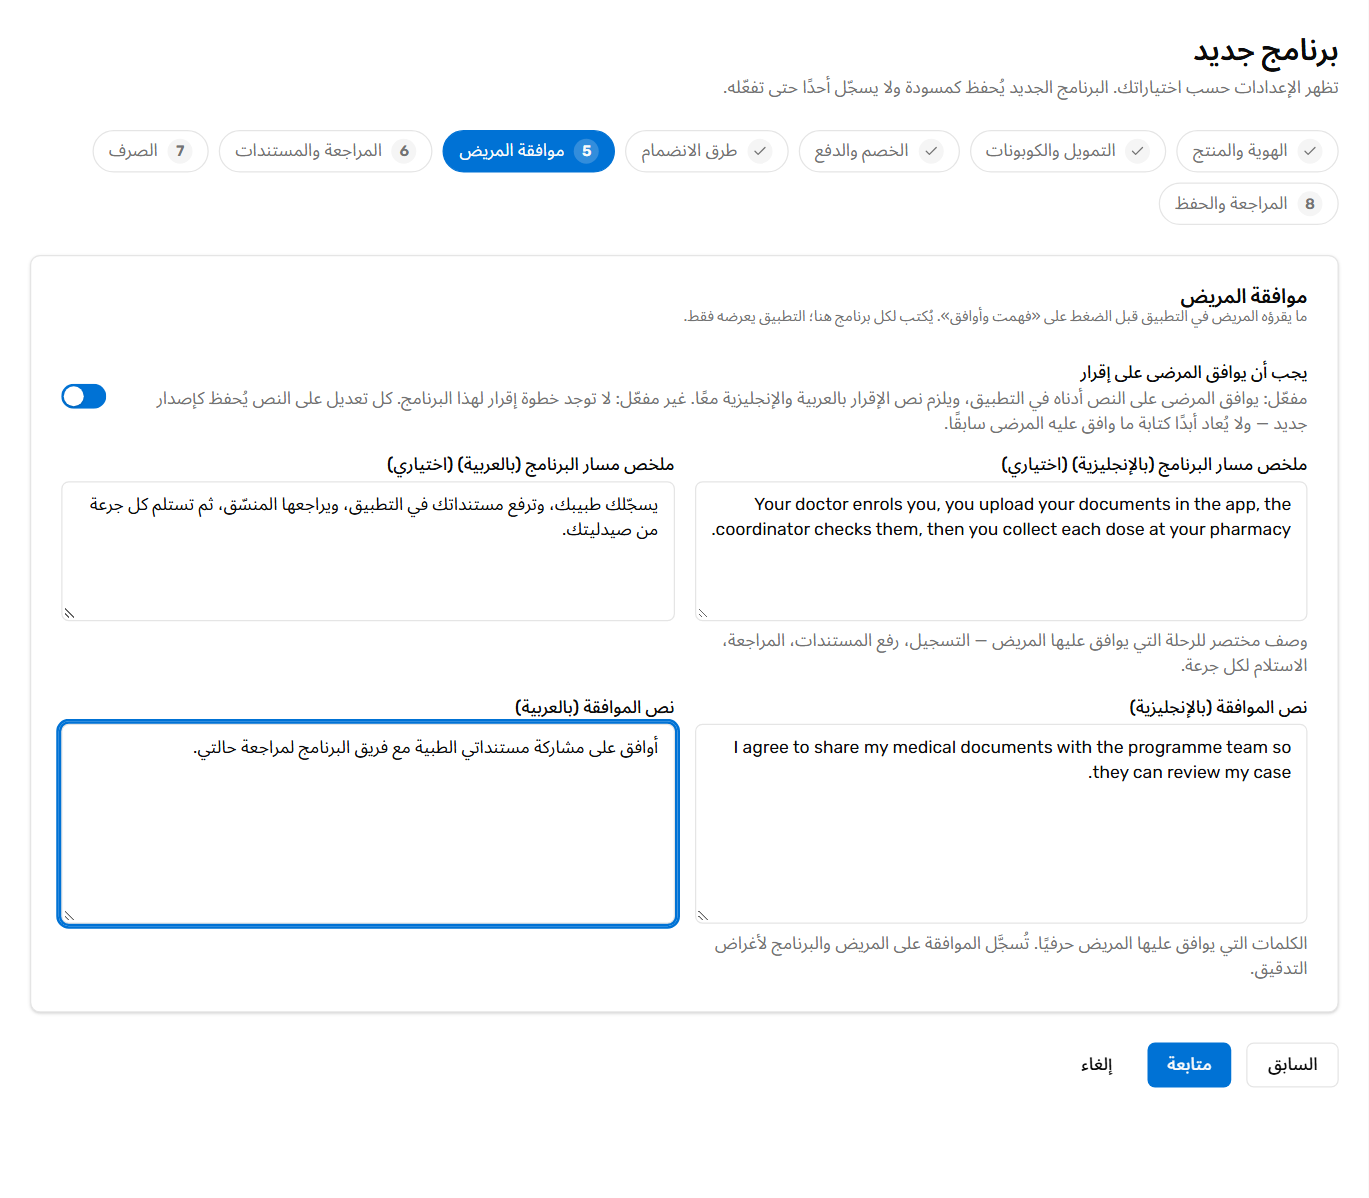 برنامج جديد
تظهر الإعدادات حسب اختياراتك. البرنامج الجديد يُحفظ كمسودة ولا يسجّل أحدًا حتى تفعّله.
الهوية والمنتج
التمويل والكوبونات
الخصم والدفع
طرق الانضمام
5 موافقة المريض
6 المراجعة والمستندات
7 الصرف
8 المراجعة والحفظ
موافقة المريض
ما يقرؤه المريض في التطبيق قبل الضغط على «فهمت وأوافق». يُكتب لكل برنامج هنا؛ التطبيق يعرضه فقط.
يجب أن يوافق المرضى على إقرار
مفعّل: يوافق المرضى على النص أدناه في التطبيق، ويلزم نص الإقرار بالعربية والإنجليزية معًا. غير مفعّل: لا توجد خطوة إقرار لهذا البرنامج. كل تعديل على النص يُحفظ كإصدار
جديد – ولا يُعاد أبدًا كتابة ما وافق عليه المرضى سابقًا.
ملخص مسار البرنامج (بالإنجليزية) (اختياري)
Your doctor enrols you, you upload your documents in the app, the
coordinator checks them, then you collect each dose at your pharmacy.
وصف مختصر للرحلة التي يوافق عليها المريض – التسجيل، رفع المستندات، المراجعة،
الاستلام لكل جرعة.
ملخص مسار البرنامج (بالعربية) (اختياري)
يسجّلك طبيبك، وترفع مستنداتك في التطبيق، ويراجعها المنسّق، ثم تستلم كل جرعة
من صيدليتك.
نص الموافقة (بالإنجليزية)
I agree to share my medical documents with the programme team so
they can review my case.
الكلمات التي يوافق عليها المريض حرفيًا. تُسجَّل الموافقة على المريض والبرنامج لأغراض
التدقيق.
نص الموافقة (بالعربية)
أوافق على مشاركة مستنداتي الطبية مع فريق البرنامج لمراجعة حالتي.
السابق
متابعة
إلغاء